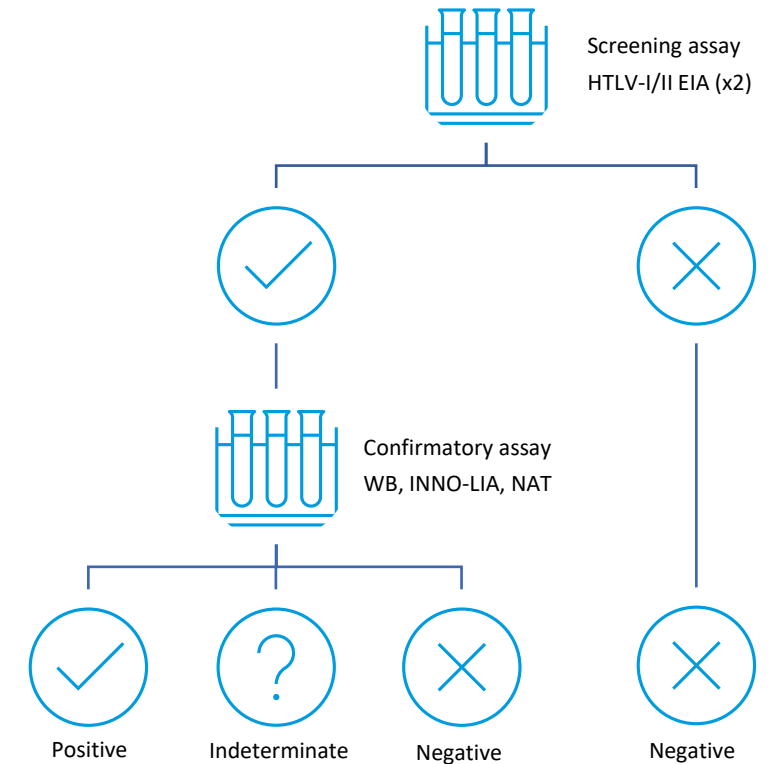 Screening assay
HTLV-I/II EIA (x2)
Confirmatory assay
WB, INNO-LIA, NAT
Positive
Indeterminate
Negative
Negative